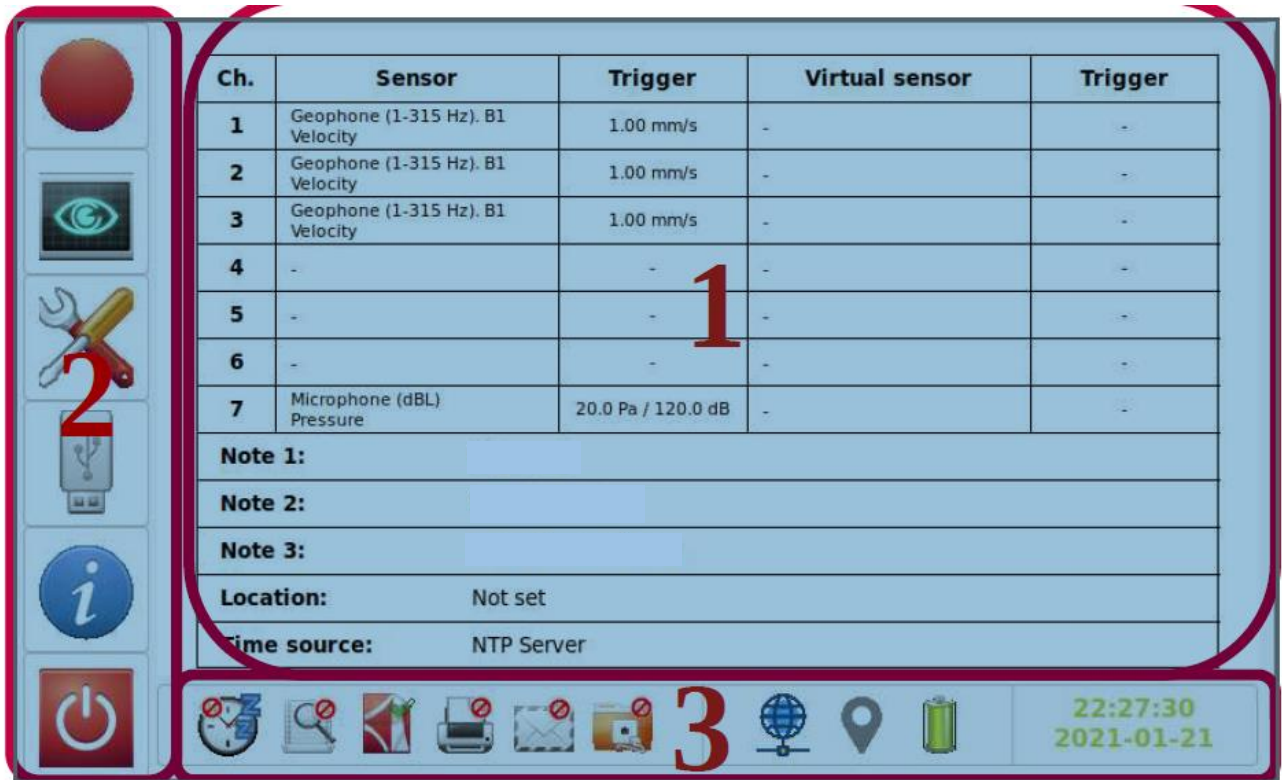 Ch. Sensor Trigger Virtual sensor Trigger
1 Geophone (1-315 Hz). B1 1.00 mm/s - -
Velocity
2 Geophone (1-315 Hz). B1 1.00 mm/s - -
Velocity
3 Geophone (1-315 Hz). B1 1.00 mm/s - -
Velocity
4 - - - -
5 - - - -
6 - - - -
7 Microphone (dBL) 20.0 Pa / 120.0 dB - -
Pressure
1
2
Note 1:
Note 2:
Note 3:
Location: Not set
Time source: NTP Server
3
22:27:30
2021-01-21